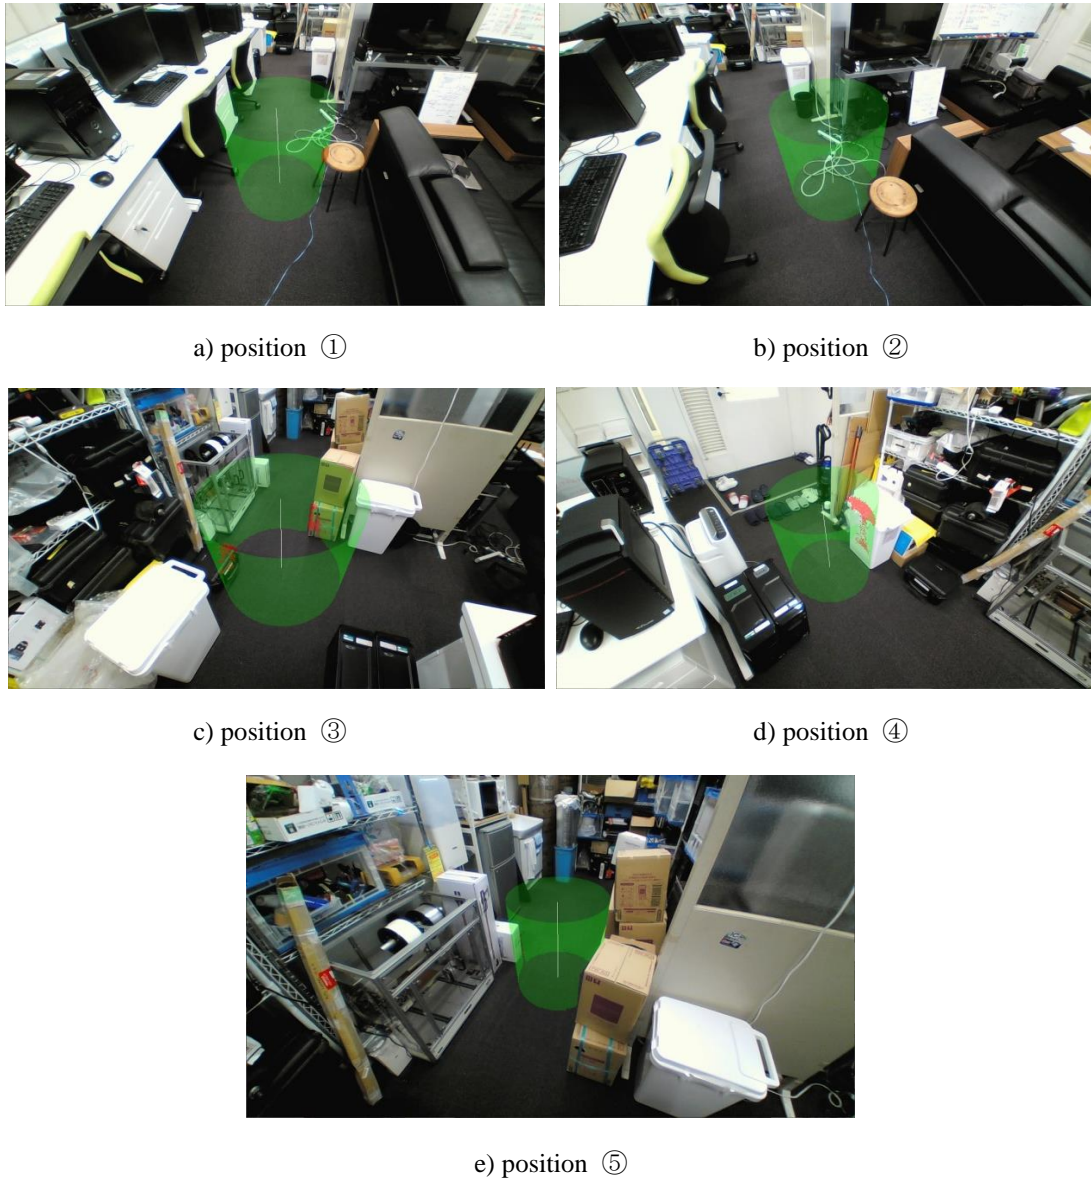 a) position ①
b) position ②
c) position ③
d) position ④
e) position ⑤